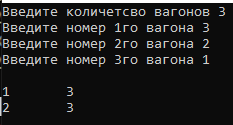 Введите количетсво вагонов 3
Введите номер 1го вагона 3
Введите номер 2го вагона 2
Введите номер 3го вагона 1
1 3
2 3